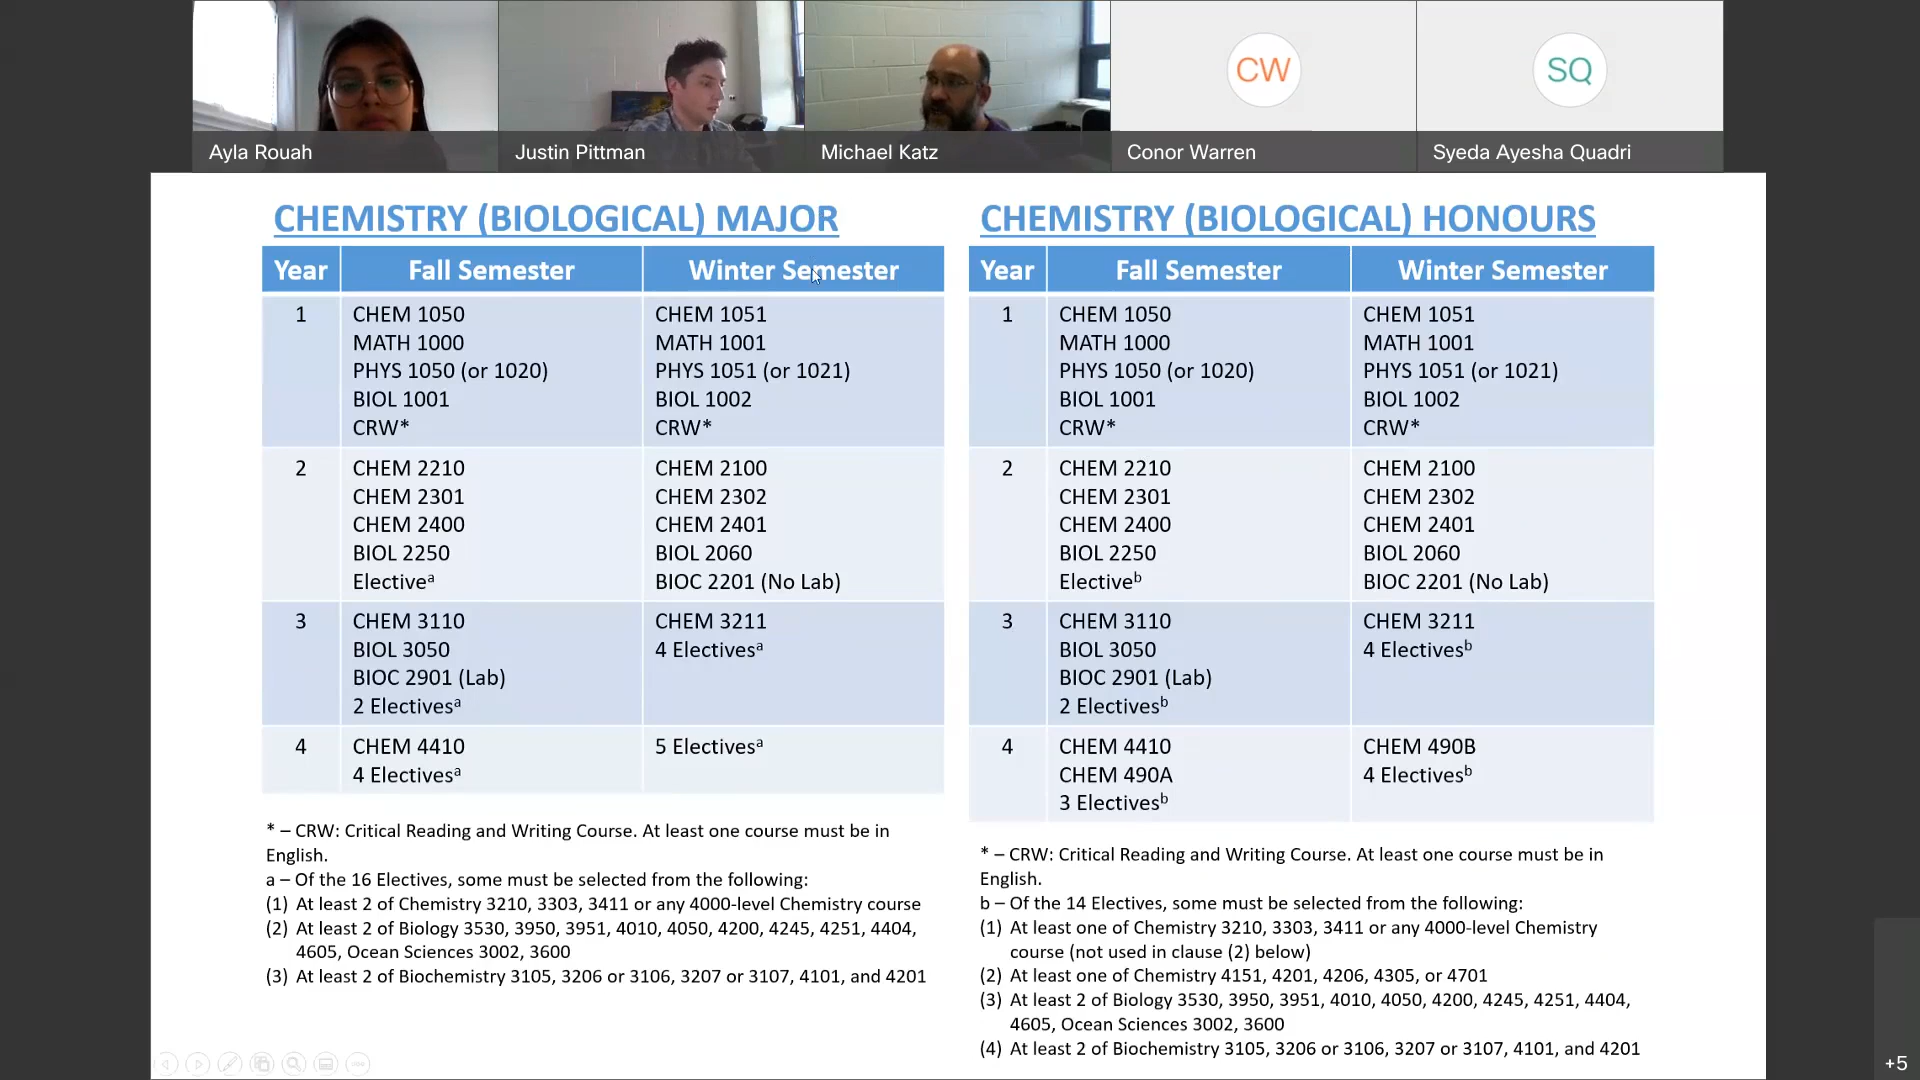 CW
SQ
Ayla Rouah
Justin Pittman
Michael Katz
Conor Warren
Syeda Ayesha Quadri
CHEMISTRY (BIOLOGICAL) MAJOR
Year Fall Semester Winter Semester
1 CHEM 1050 CHEM 1051
MATH 1000 MATH 1001
PHYS 1050 (or 1020) PHYS 1051 (or 1021)
BIOL 1001 BIOL 1002
CRW* CRW*
2 CHEM 2210 CHEM 2100
CHEM 2301 CHEM 2302
CHEM 2400 CHEM 2401
BIOL 2250 BIOL 2060
Electiveᵃ BIOC 2201 (No Lab)
3 CHEM 3110 CHEM 3211
BIOL 3050 4 Electivesᵃ
BIOC 2901 (Lab)
2 Electivesᵃ
4 CHEM 4410 5 Electivesᵃ
4 Electivesᵃ
* – CRW: Critical Reading and Writing Course. At least one course must be in
English.
a – Of the 16 Electives, some must be selected from the following:
(1) At least 2 of Chemistry 3210, 3303, 3411 or any 4000-level Chemistry course
(2) At least 2 of Biology 3530, 3950, 3951, 4010, 4050, 4200, 4245, 4251, 4404,
4605, Ocean Sciences 3002, 3600
(3) At least 2 of Biochemistry 3105, 3206 or 3106, 3207 or 3107, 4101, and 4201
CHEMISTRY (BIOLOGICAL) HONOURS
Year Fall Semester Winter Semester
1 CHEM 1050 CHEM 1051
MATH 1000 MATH 1001
PHYS 1050 (or 1020) PHYS 1051 (or 1021)
BIOL 1001 BIOL 1002
CRW* CRW*
2 CHEM 2210 CHEM 2100
CHEM 2301 CHEM 2302
CHEM 2400 CHEM 2401
BIOL 2250 BIOL 2060
Electiveᵇ BIOC 2201 (No Lab)
3 CHEM 3110 CHEM 3211
BIOL 3050 4 Electivesᵇ
BIOC 2901 (Lab)
2 Electivesᵇ
4 CHEM 4410 CHEM 490B
CHEM 490A 4 Electivesᵇ
3 Electivesᵇ
* – CRW: Critical Reading and Writing Course. At least one course must be in
English.
b – Of the 14 Electives, some must be selected from the following:
(1) At least one of Chemistry 3210, 3303, 3411 or any 4000-level Chemistry
course (not used in clause (2) below)
(2) At least one of Chemistry 4151, 4201, 4206, 4305, or 4701
(3) At least 2 of Biology 3530, 3950, 3951, 4010, 4050, 4200, 4245, 4251, 4404,
4605, Ocean Sciences 3002, 3600
(4) At least 2 of Biochemistry 3105, 3206 or 3106, 3207 or 3107, 4101, and 4201
+5